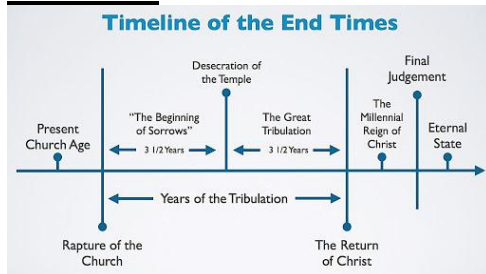 Timeline of the End Times
Desecration of
the Temple
Final
Judgement
Present
Church Age
"The Beginning
of Sorrows"
3 1/2 Years
The Great
Tribulation
3 1/2 Years
The
Millennial
Reign of
Christ
Eternal
State
Years of the Tribulation
Rapture of the
Church
The Return
of Christ